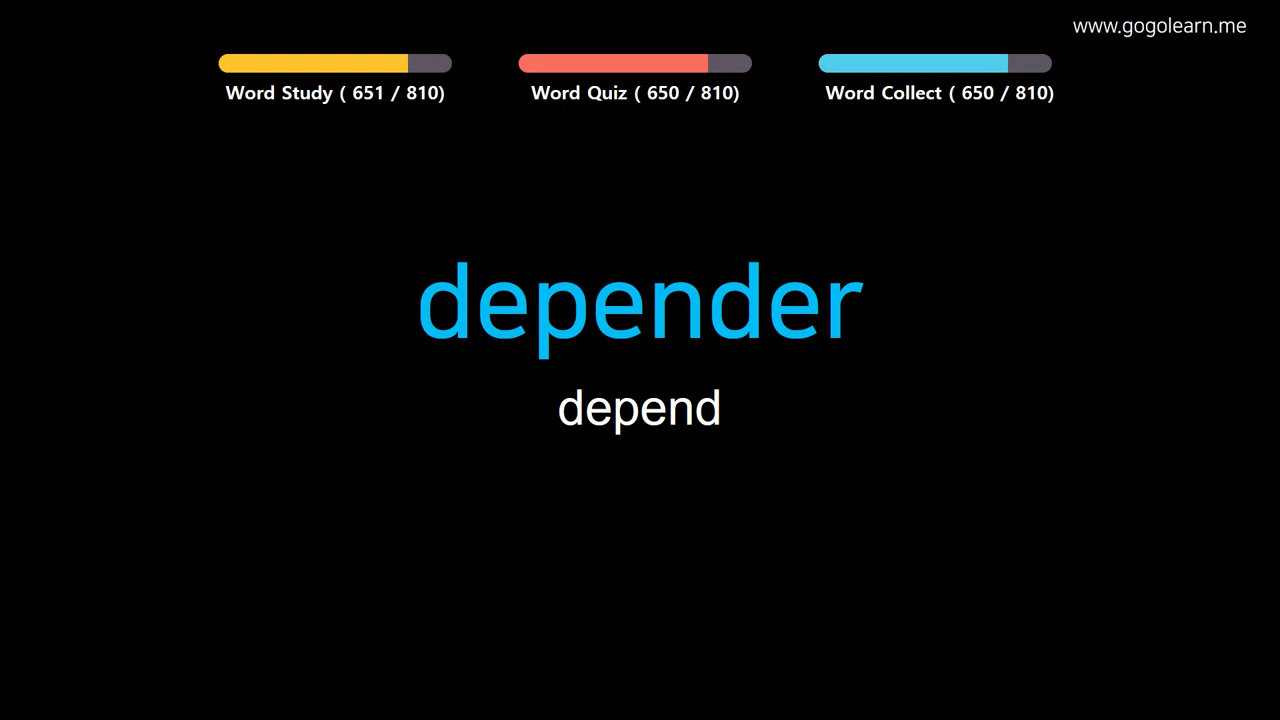 www.gogolearn.me
Word Study ( 651 / 810)
Word Quiz ( 650 / 810)
Word Collect ( 650 / 810)
depender
depend